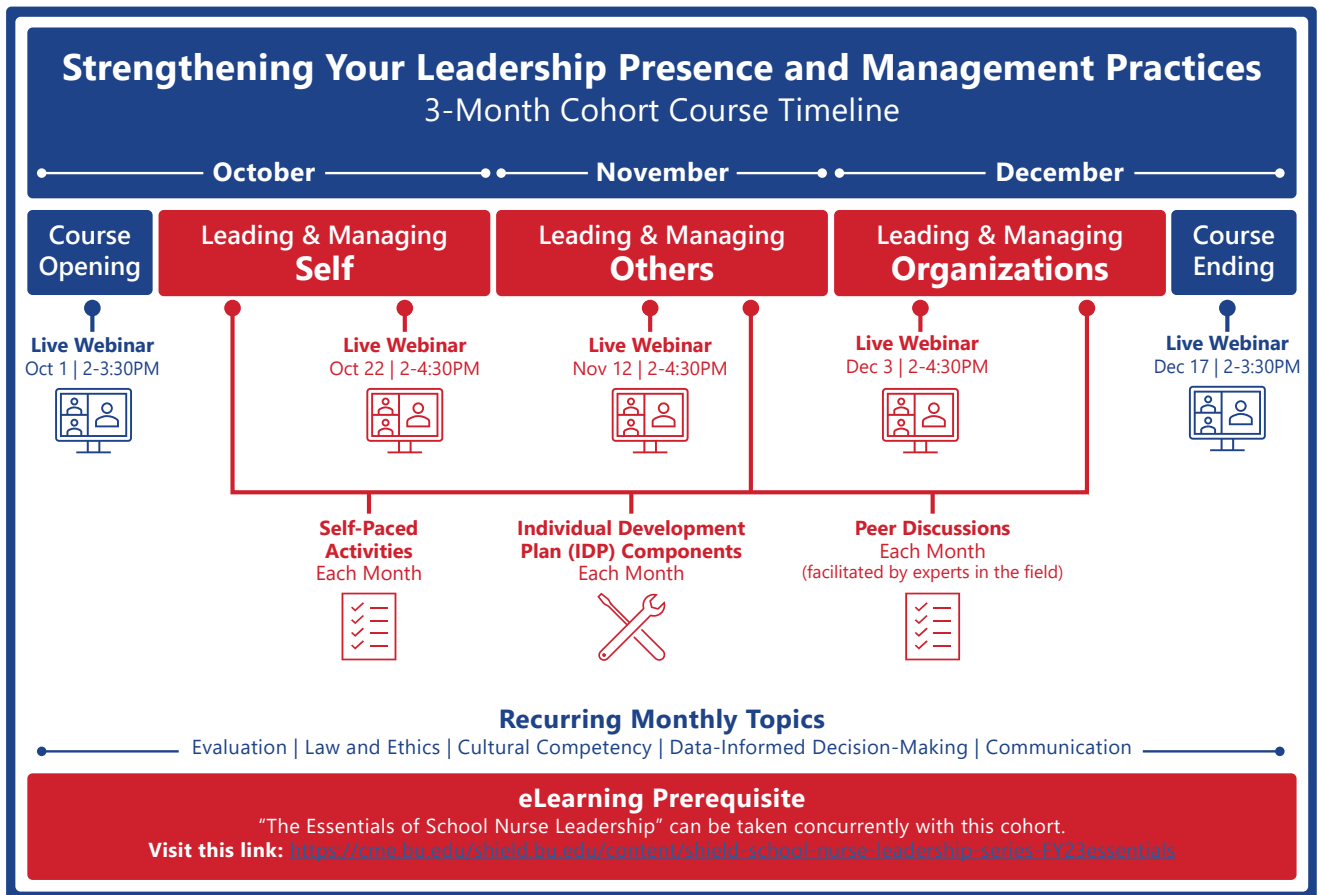 Strengthening Your Leadership Presence and Management Practices
3-Month Cohort Course Timeline
October
November
December
Course
Opening
Leading & Managing
Self
Leading & Managing
Others
Leading & Managing
Organizations
Course
Ending
Live Webinar
Oct 1 | 2-3:30PM
Live Webinar
Oct 22 | 2-4:30PM
Live Webinar
Nov 12 | 2-4:30PM
Live Webinar
Dec 3 | 2-4:30PM
Live Webinar
Dec 17 | 2-3:30PM
Self-Paced
Activities
Each Month
Individual Development
Plan (IDP) Components
Each Month
Peer Discussions
Each Month
(facilitated by experts in the field)
Recurring Monthly Topics
Evaluation | Law and Ethics | Cultural Competency | Data-Informed Decision-Making | Communication
eLearning Prerequisite
“The Essentials of School Nurse Leadership” can be taken concurrently with this cohort.
Visit this link: https://cme.bu.edu/shield.bu.edu/content/shield-school-nurse-leadership-series-FY23essentials